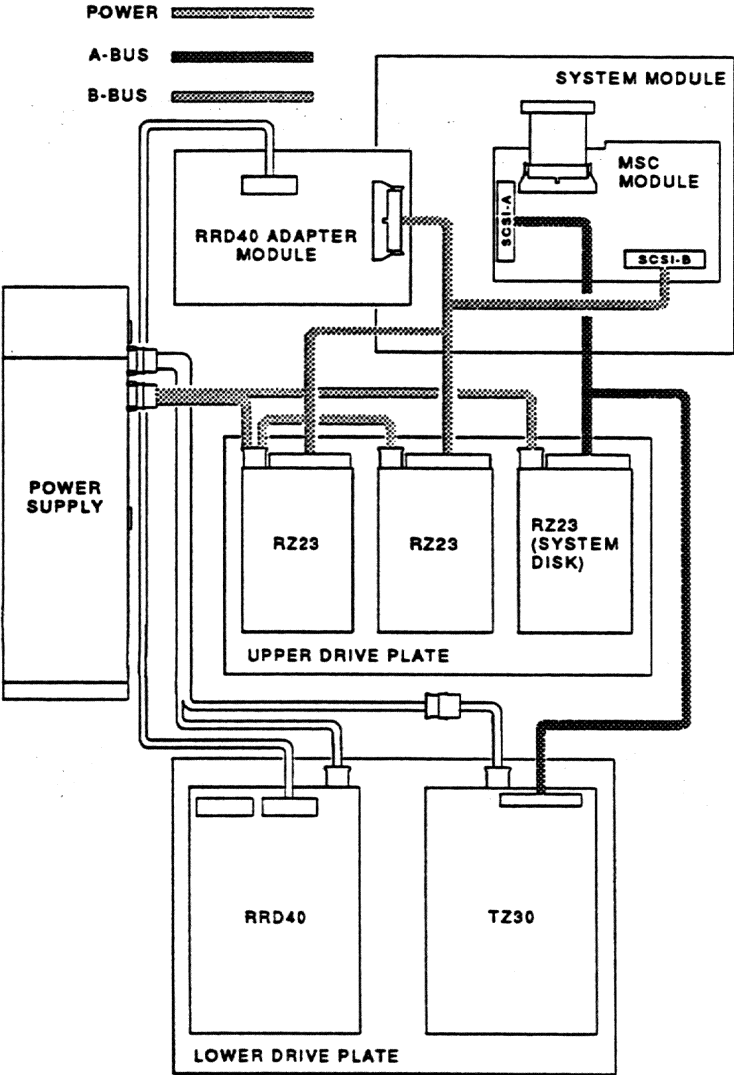 POWER
A-BUS
B-BUS
SYSTEM MODULE
MSC
MODULE
SCSI-A
SCSI-B
RRD40 ADAPTER
MODULE
POWER
SUPPLY
RZ23
RZ23
RZ23
(SYSTEM
DISK)
UPPER DRIVE PLATE
RRD40
TZ30
LOWER DRIVE PLATE